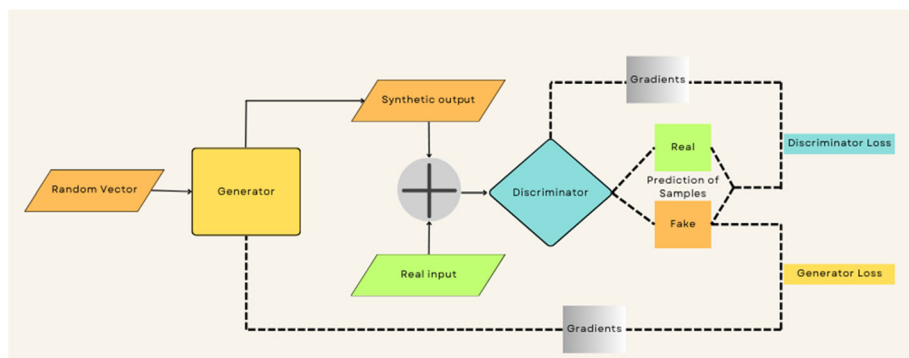 Gradients
Synthetic output
Real
Discriminator Loss
Random Vector
Generator
Discriminator
Prediction of
Samples
Fake
Real input
Generator Loss
Gradients